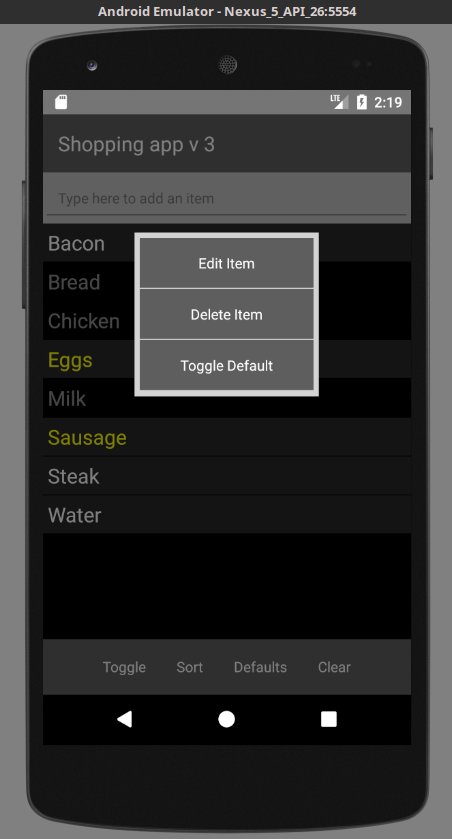 Android Emulator - Nexus_5_API_26:5554
LTE 2:19
Shopping app v 3
Type here to add an item
Bacon
Edit Item
Bread
Delete Item
Chicken
Eggs
Toggle Default
Milk
Sausage
Steak
Water
Toggle Sort Defaults Clear